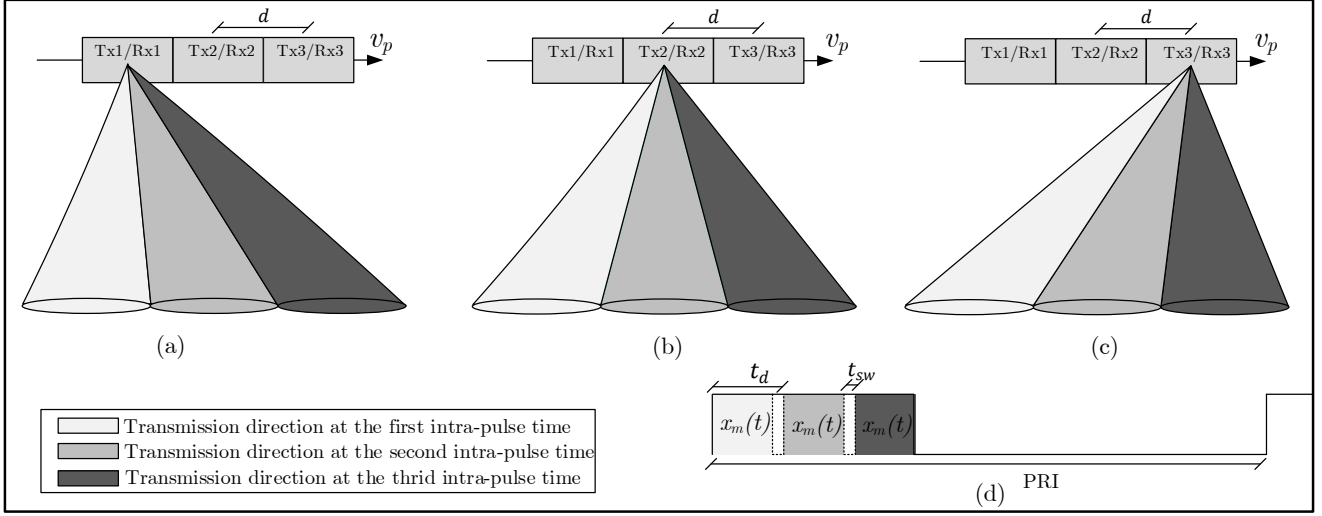 d
Tx1/Rx1 Tx2/Rx2 Tx3/Rx3 v_p
(a)
d
Tx1/Rx1 Tx2/Rx2 Tx3/Rx3 v_p
(b)
d
Tx1/Rx1 Tx2/Rx2 Tx3/Rx3 v_p
(c)
Transmission direction at the first intra-pulse time
Transmission direction at the second intra-pulse time
Transmission direction at the thrid intra-pulse time
t_d t_sw
x_m(t) x_m(t) x_m(t)
PRI
(d)